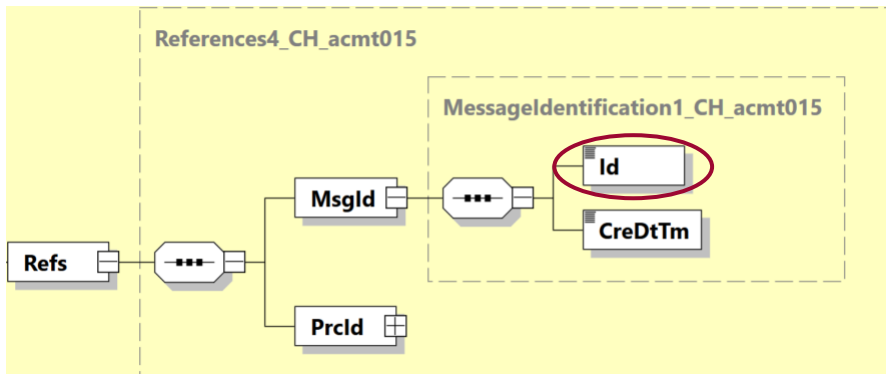 References4_CH_acmt015
MessageIdentification1_CH_acmt015
Id
MsgId
CreDtTm
Refs
PrcId